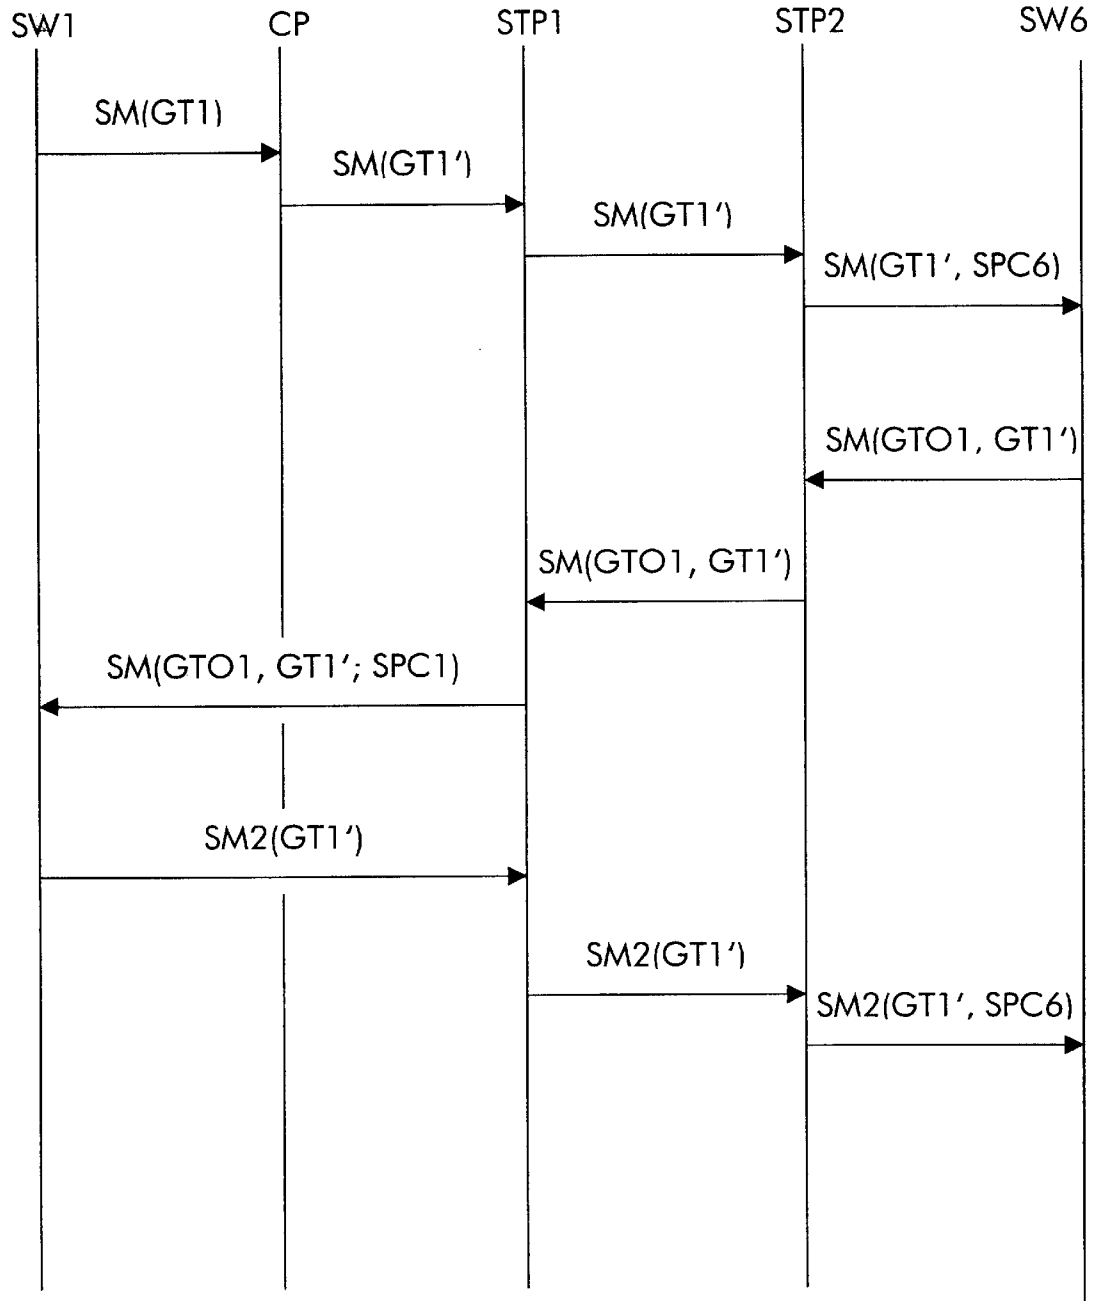 SW1 CP STP1 STP2 SW6
SM(GT1)
SM(GT1')
SM(GT1')
SM(GT1', SPC6)
SM(GTO1, GT1')
SM(GTO1, GT1')
SM(GTO1, GT1'; SPC1)
SM2(GT1')
SM2(GT1')
SM2(GT1', SPC6)